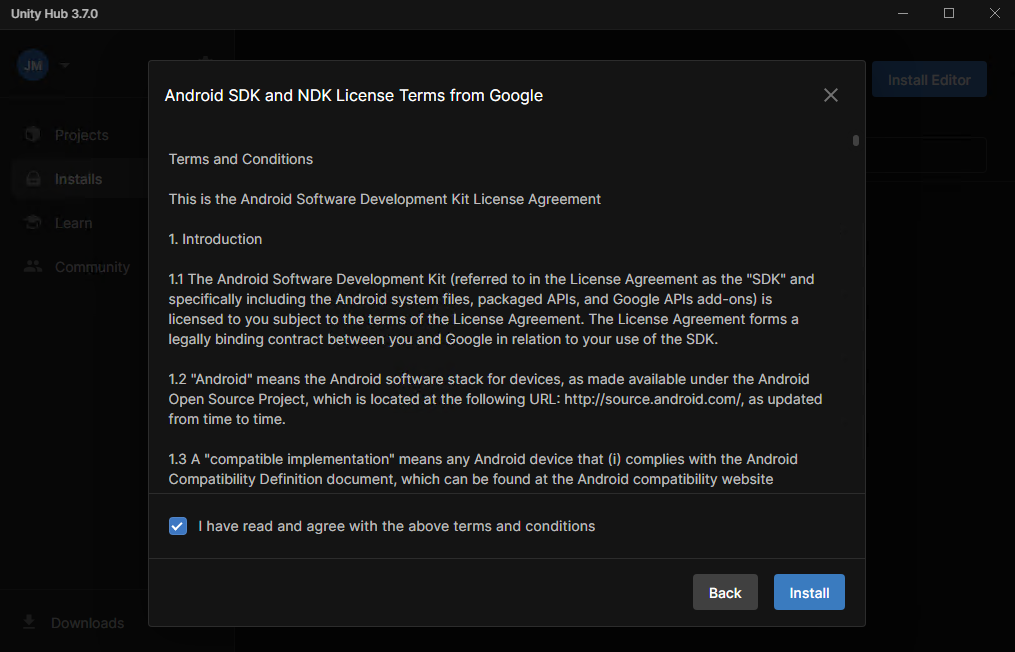 Unity Hub 3.7.0
JM
Install Editor
Projects
Installs
Learn
Community
Downloads
Android SDK and NDK License Terms from Google
Terms and Conditions
This is the Android Software Development Kit License Agreement
1. Introduction
1.1 The Android Software Development Kit (referred to in the License Agreement as the "SDK" and
specifically including the Android system files, packaged APIs, and Google APIs add-ons) is
licensed to you subject to the terms of the License Agreement. The License Agreement forms a
legally binding contract between you and Google in relation to your use of the SDK.
1.2 "Android" means the Android software stack for devices, as made available under the Android
Open Source Project, which is located at the following URL: http://source.android.com/, as updated
from time to time.
1.3 A "compatible implementation" means any Android device that (i) complies with the Android
Compatibility Definition document, which can be found at the Android compatibility website
I have read and agree with the above terms and conditions
Back
Install